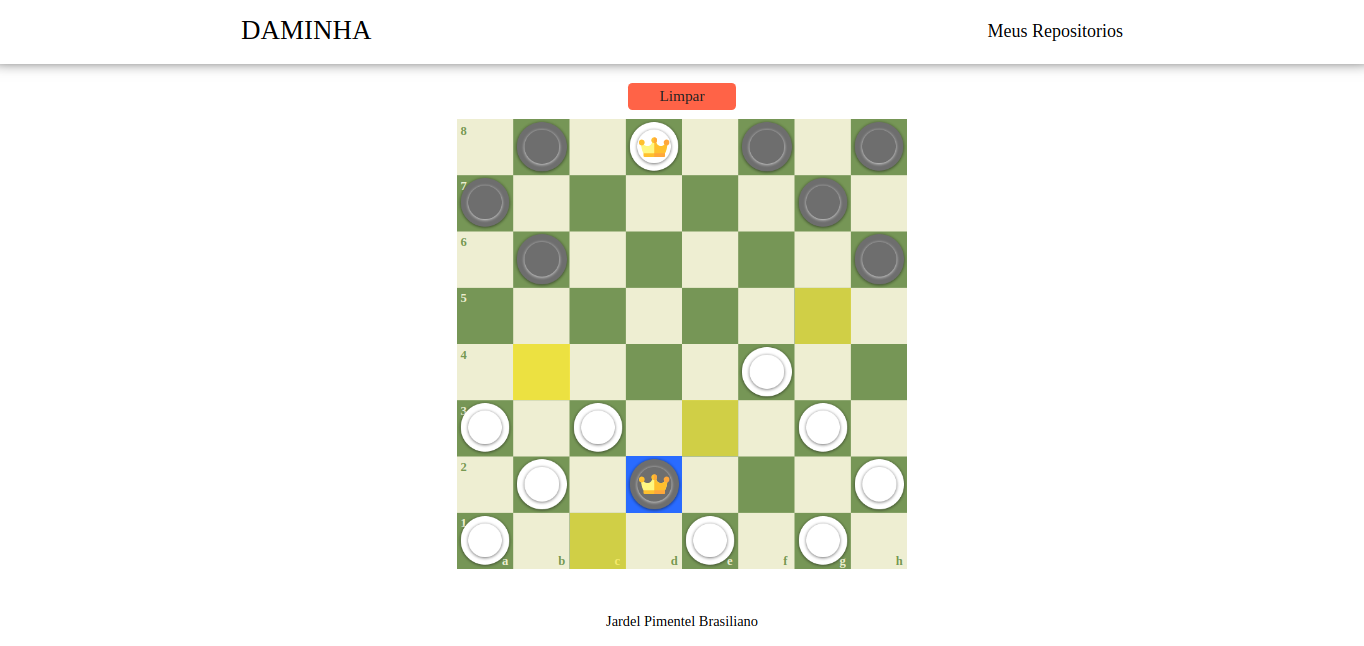 DAMINHA
Meus Repositorios
Limpar
8
7
6
5
4
3
2
1
a
b
c
d
e
f
g
h
Jardel Pimentel Brasiliano